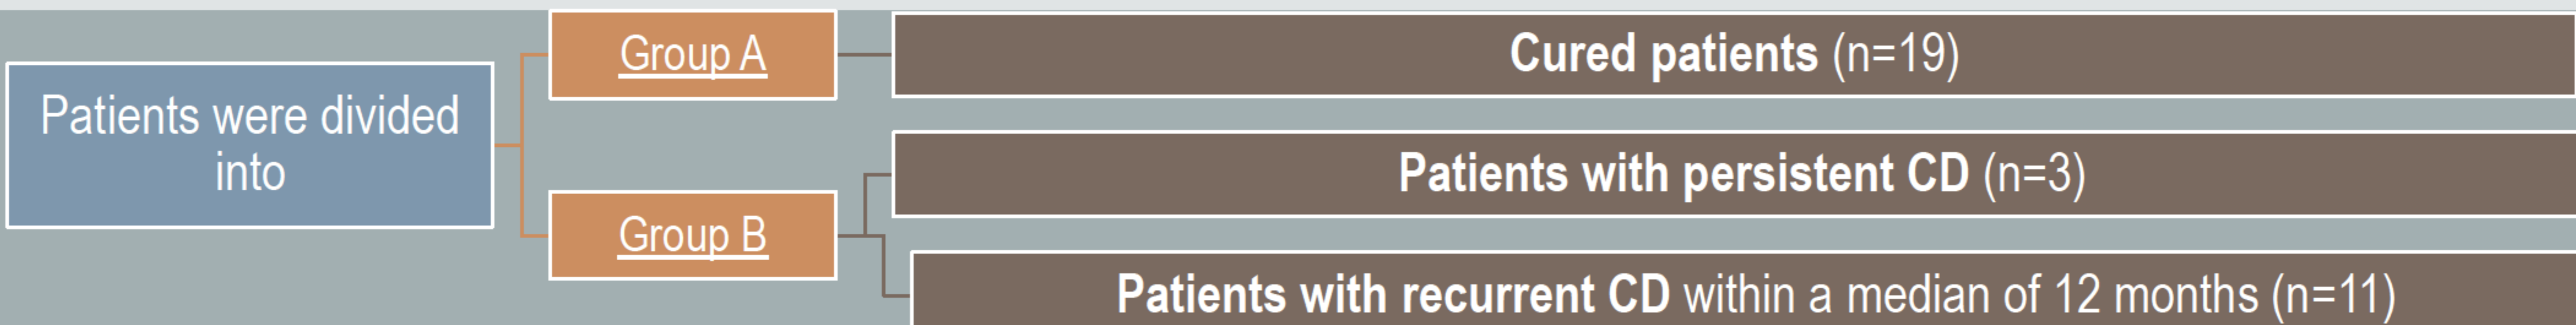 Patients were divided
into
Group A
Cured patients (n=19)
Group B
Patients with persistent CD (n=3)
Patients with recurrent CD within a median of 12 months (n=11)